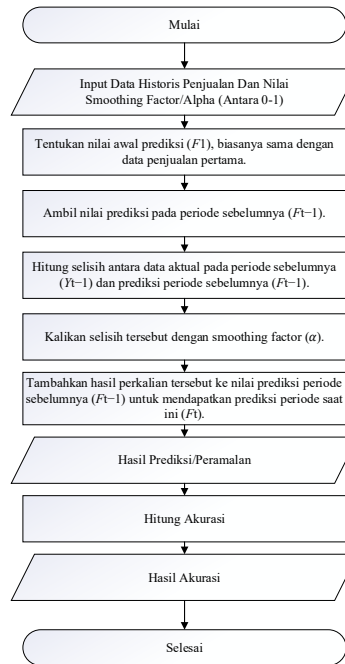 Mulai
Input Data Historis Penjualan Dan Nilai
Smoothing Factor/Alpha (Antara 0-1)
Tentukan nilai awal prediksi (F1), biasanya sama dengan
data penjualan pertama.
Ambil nilai prediksi pada periode sebelumnya (Ft−1).
Hitung selisih antara data aktual pada periode sebelumnya
(Yt−1) dan prediksi periode sebelumnya (Ft−1).
Kalikan selisih tersebut dengan smoothing factor (α).
Tambahkan hasil perkalian tersebut ke nilai prediksi periode
sebelumnya (Ft−1) untuk mendapatkan prediksi periode saat
ini (Ft).
Hasil Prediksi/Peramalan
Hitung Akurasi
Hasil Akurasi
Selesai